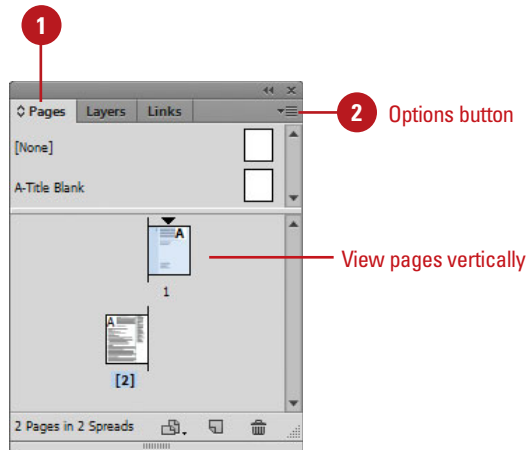 1
Pages Layers Links
2 Options button
[None]
A-Title Blank
A
View pages vertically
1
A
[2]
2 Pages in 2 Spreads